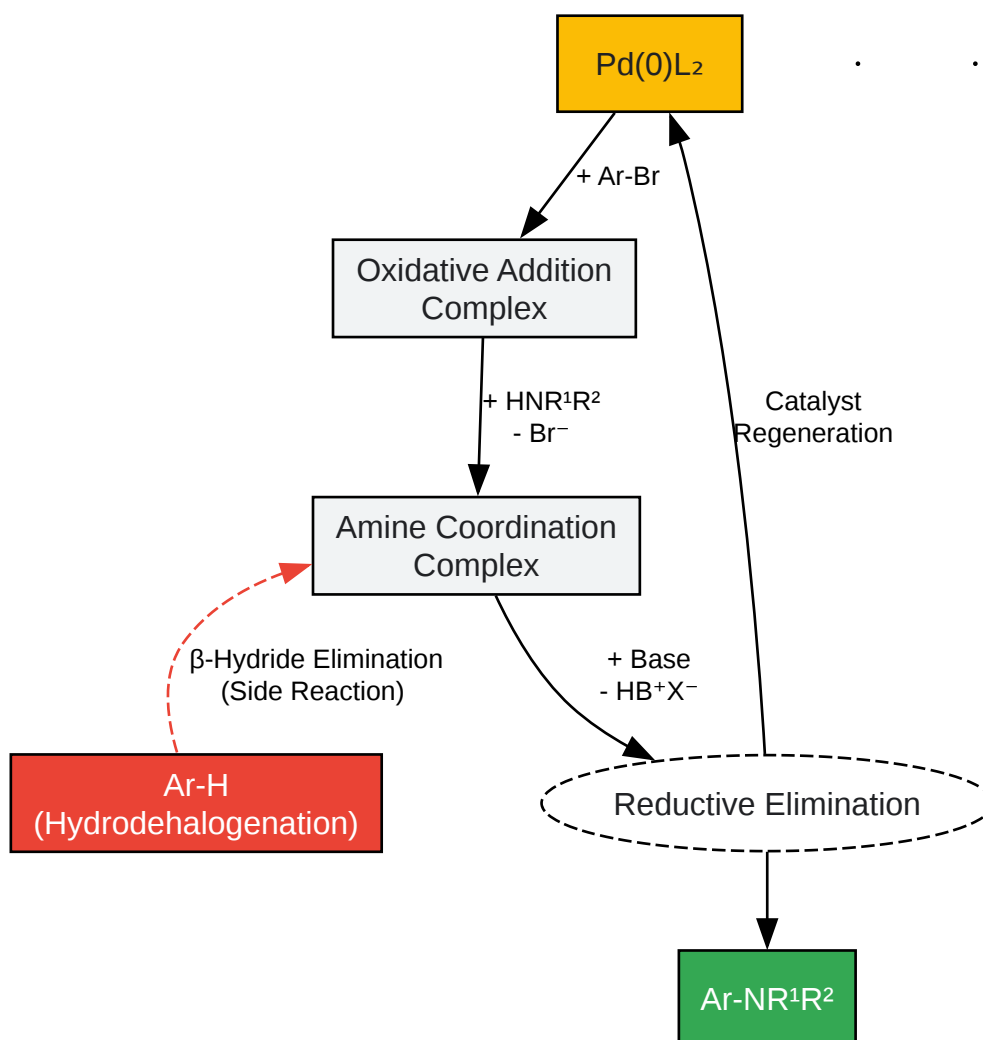 Pd(0)L₂
. .
+ Ar-Br
Oxidative Addition
Complex
+ HNR¹R²
- Br⁻
Catalyst
Regeneration
Amine Coordination
Complex
β-Hydride Elimination
(Side Reaction)
+ Base
- HB⁺X⁻
Ar-H
(Hydrodehalogenation)
Reductive Elimination
Ar-NR¹R²